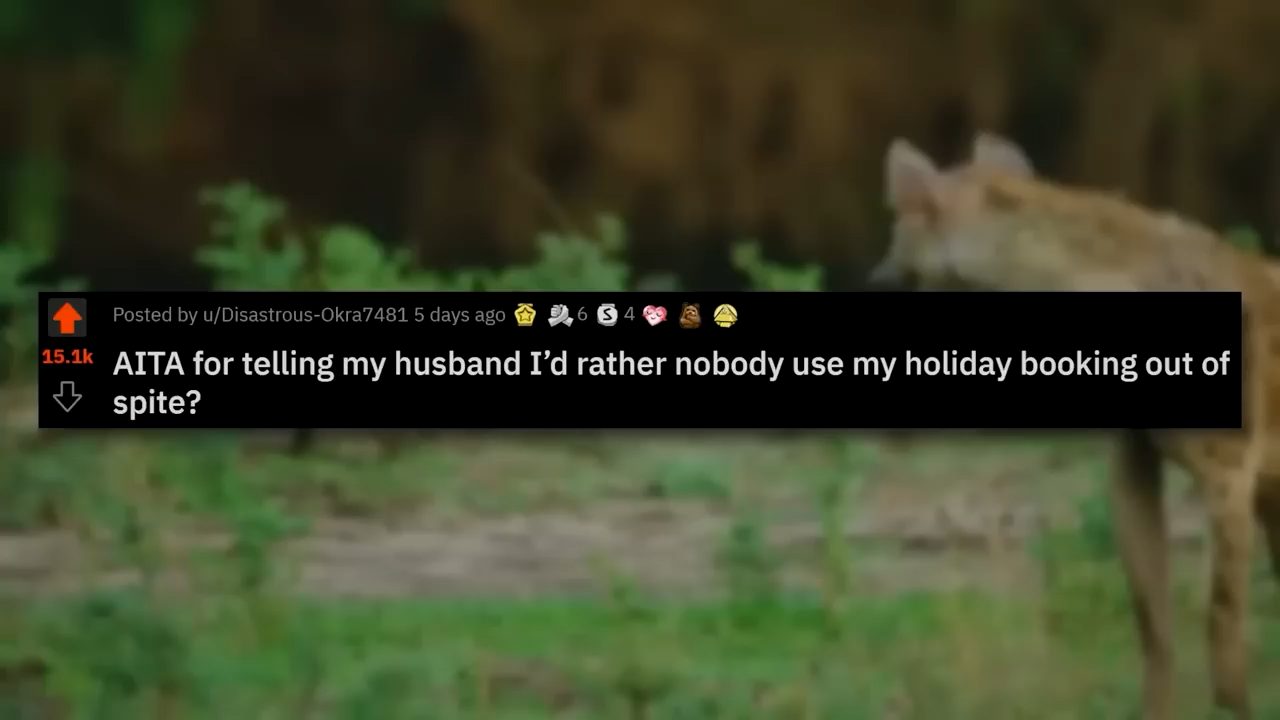 Posted by u/Disastrous-Okra7481 5 days ago 6 4
15.1k
AITA for telling my husband I’d rather nobody use my holiday booking out of
spite?